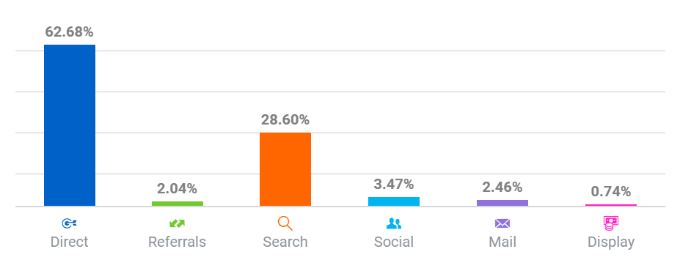 62.68%
2.04%
28.60%
3.47%
2.46%
0.74%
Direct
Referrals
Search
Social
Mail
Display